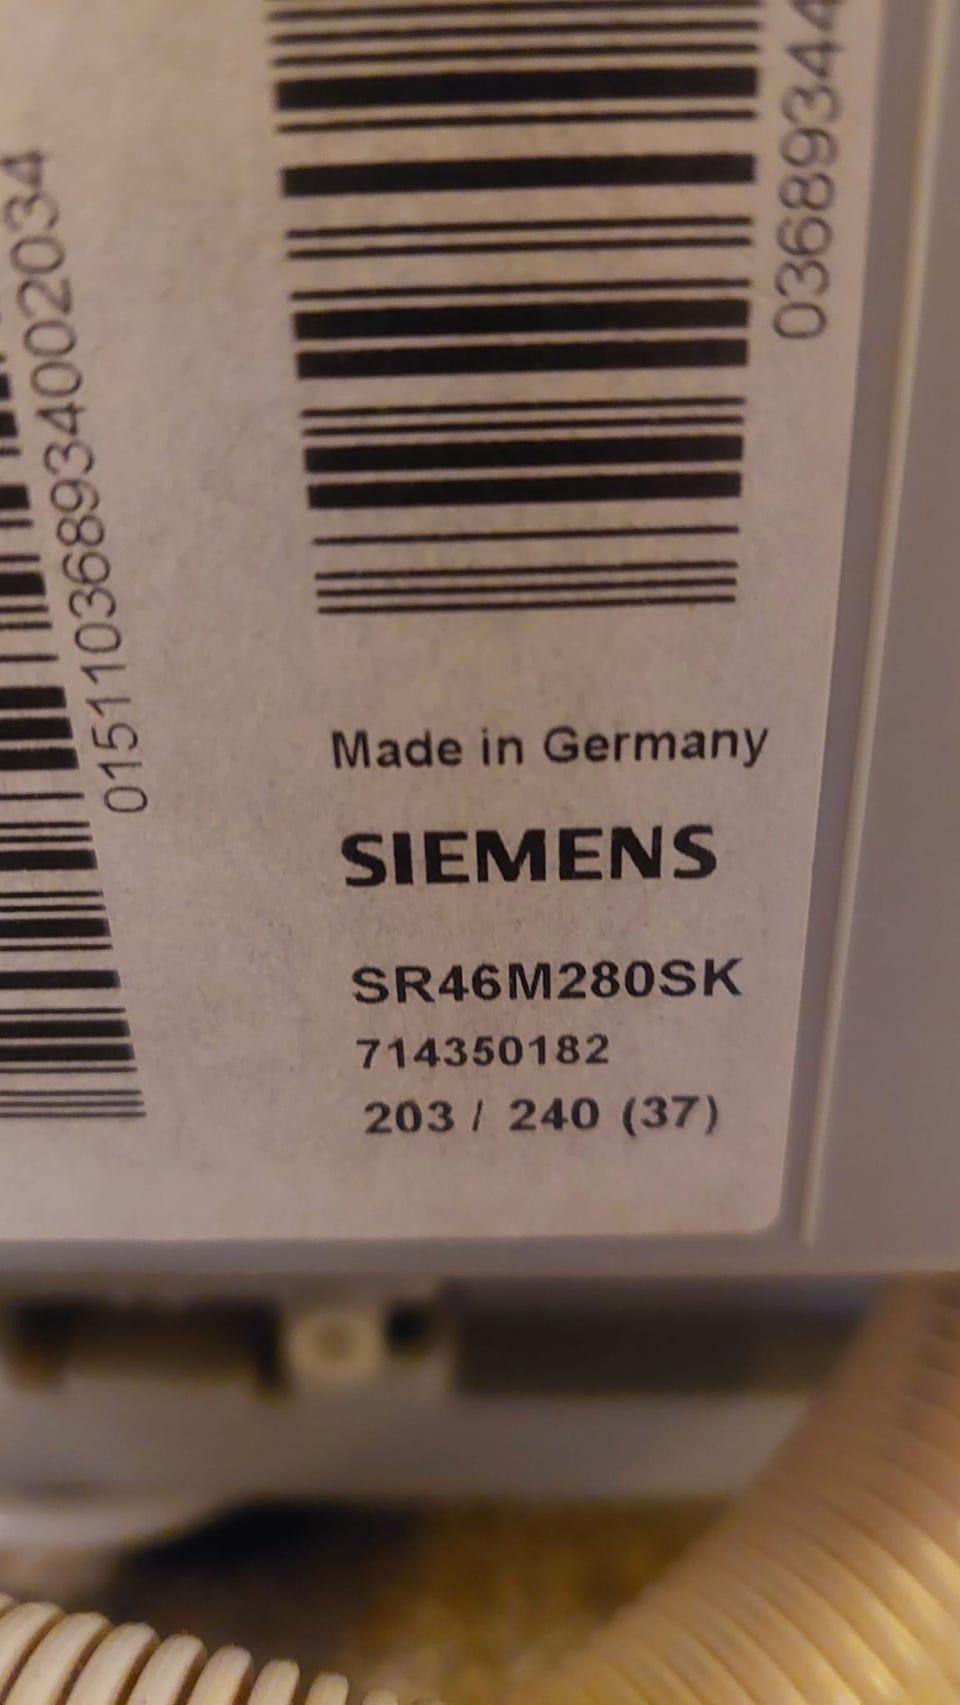 0368934
015110368934002034
Made in Germany
SIEMENS
SR46M280SK
714350182
203 / 240 (37)